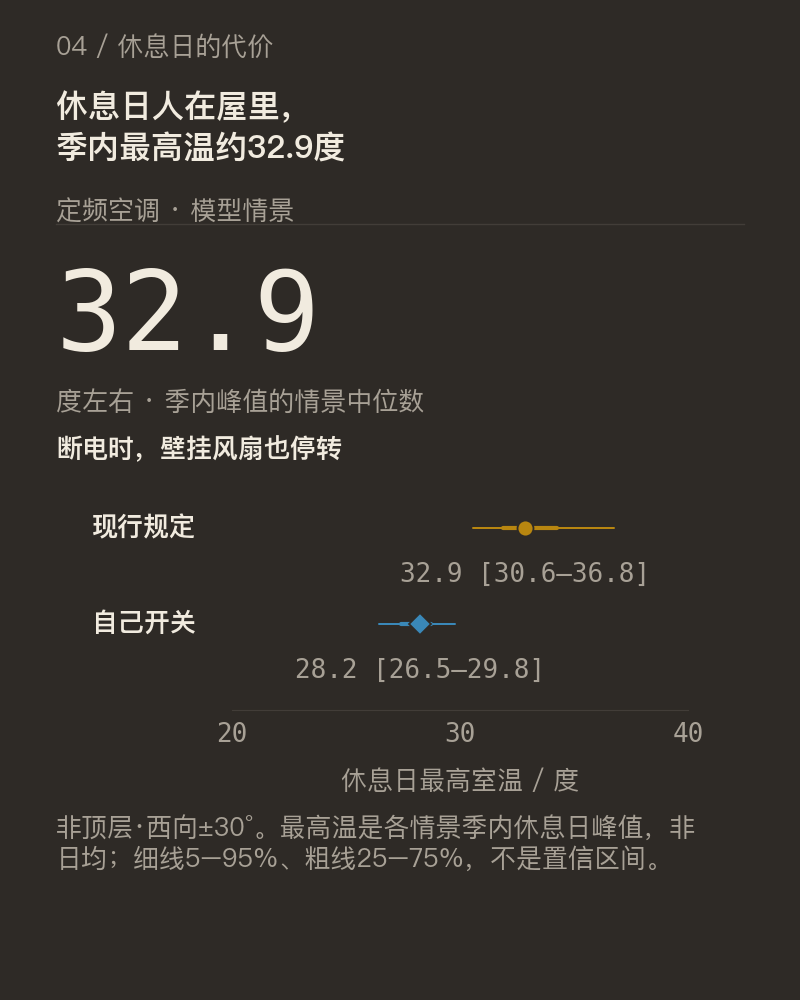 04 / 休息日的代价
休息日人在屋里，
季内最高温约32.9度
定频空调 · 模型情景
32.9
度左右 · 季内峰值的情景中位数
断电时，壁挂风扇也停转
现行规定
32.9 [30.6—36.8]
自己开关
28.2 [26.5—29.8]
20 30 40
休息日最高室温 / 度
非顶层·西向±30°。最高温是各情景季内休息日峰值，非
日均；细线5—95%、粗线25—75%，不是置信区间。